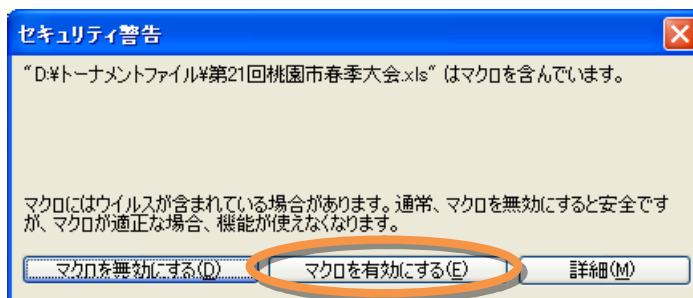 セキュリティ警告
“D:¥トーナメントファイル¥第21回桃園市春季大会.xls” はマクロを含んでいます。
マクロにはウイルスが含まれている場合があります。通常、マクロを無効にすると安全です
が、マクロが適正な場合、機能が使えなくなります。
マクロを無効にする(D) マクロを有効にする(E) 詳細(M)